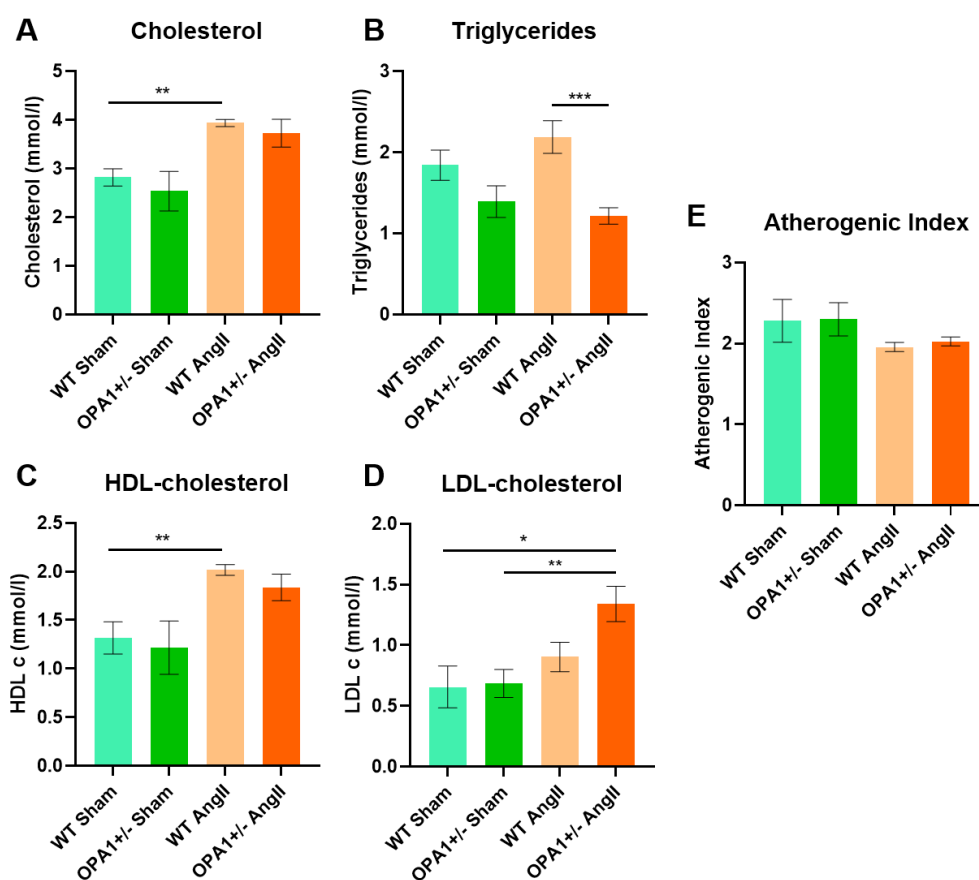 A
Cholesterol
Cholesterol (mmol/l)
5
4
3
2
1
0
**
WT Sham
OPA1+/- Sham
WT AngII
OPA1+/- AngII
B
Triglycerides
Triglycerides (mmol/l)
3
2
1
0
***
WT Sham
OPA1+/- Sham
WT AngII
OPA1+/- AngII
C
HDL-cholesterol
HDL c (mmol/l)
2.5
2.0
1.5
1.0
0.5
0.0
**
WT Sham
OPA1+/- Sham
WT AngII
OPA1+/- AngII
D
LDL-cholesterol
LDL c (mmol/l)
2.0
1.5
1.0
0.5
0.0
*
**
WT Sham
OPA1+/- Sham
WT AngII
OPA1+/- AngII
E
Atherogenic Index
Atherogenic Index
3
2
1
0
WT Sham
OPA1+/- Sham
WT AngII
OPA1+/- AngII